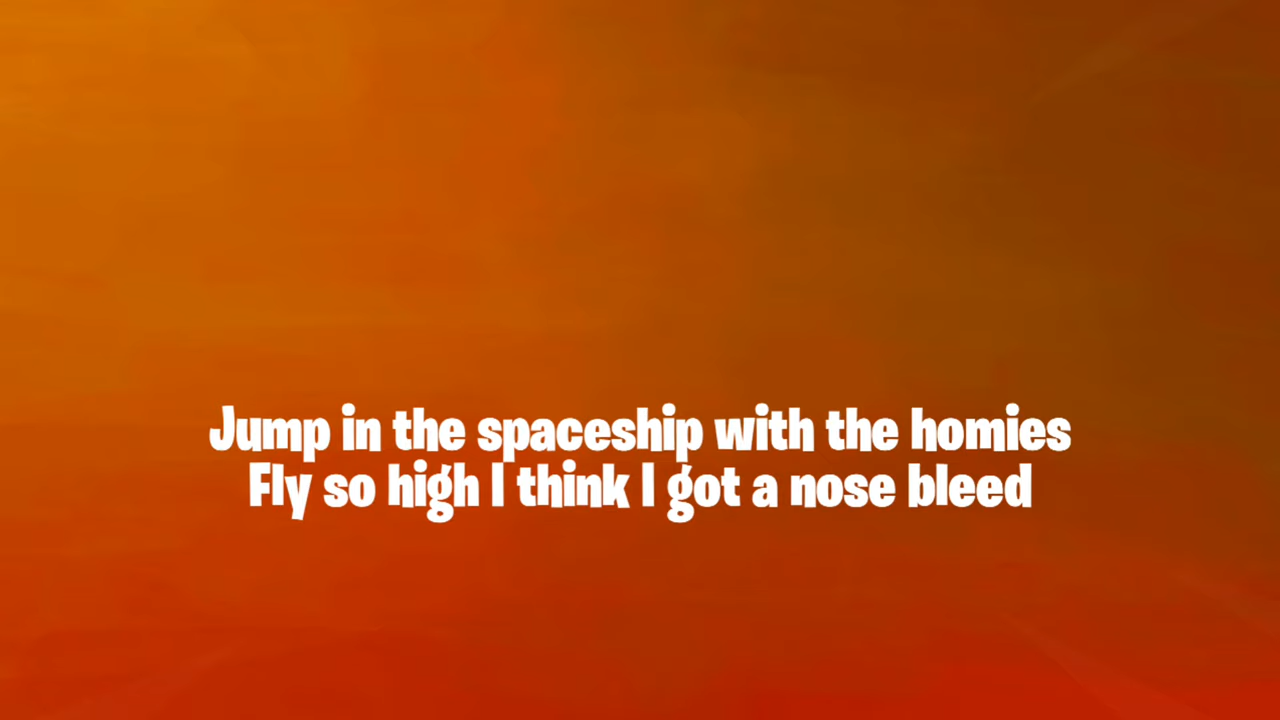 Jump in the spaceship with the homies
Fly so high I think I got a nose bleed